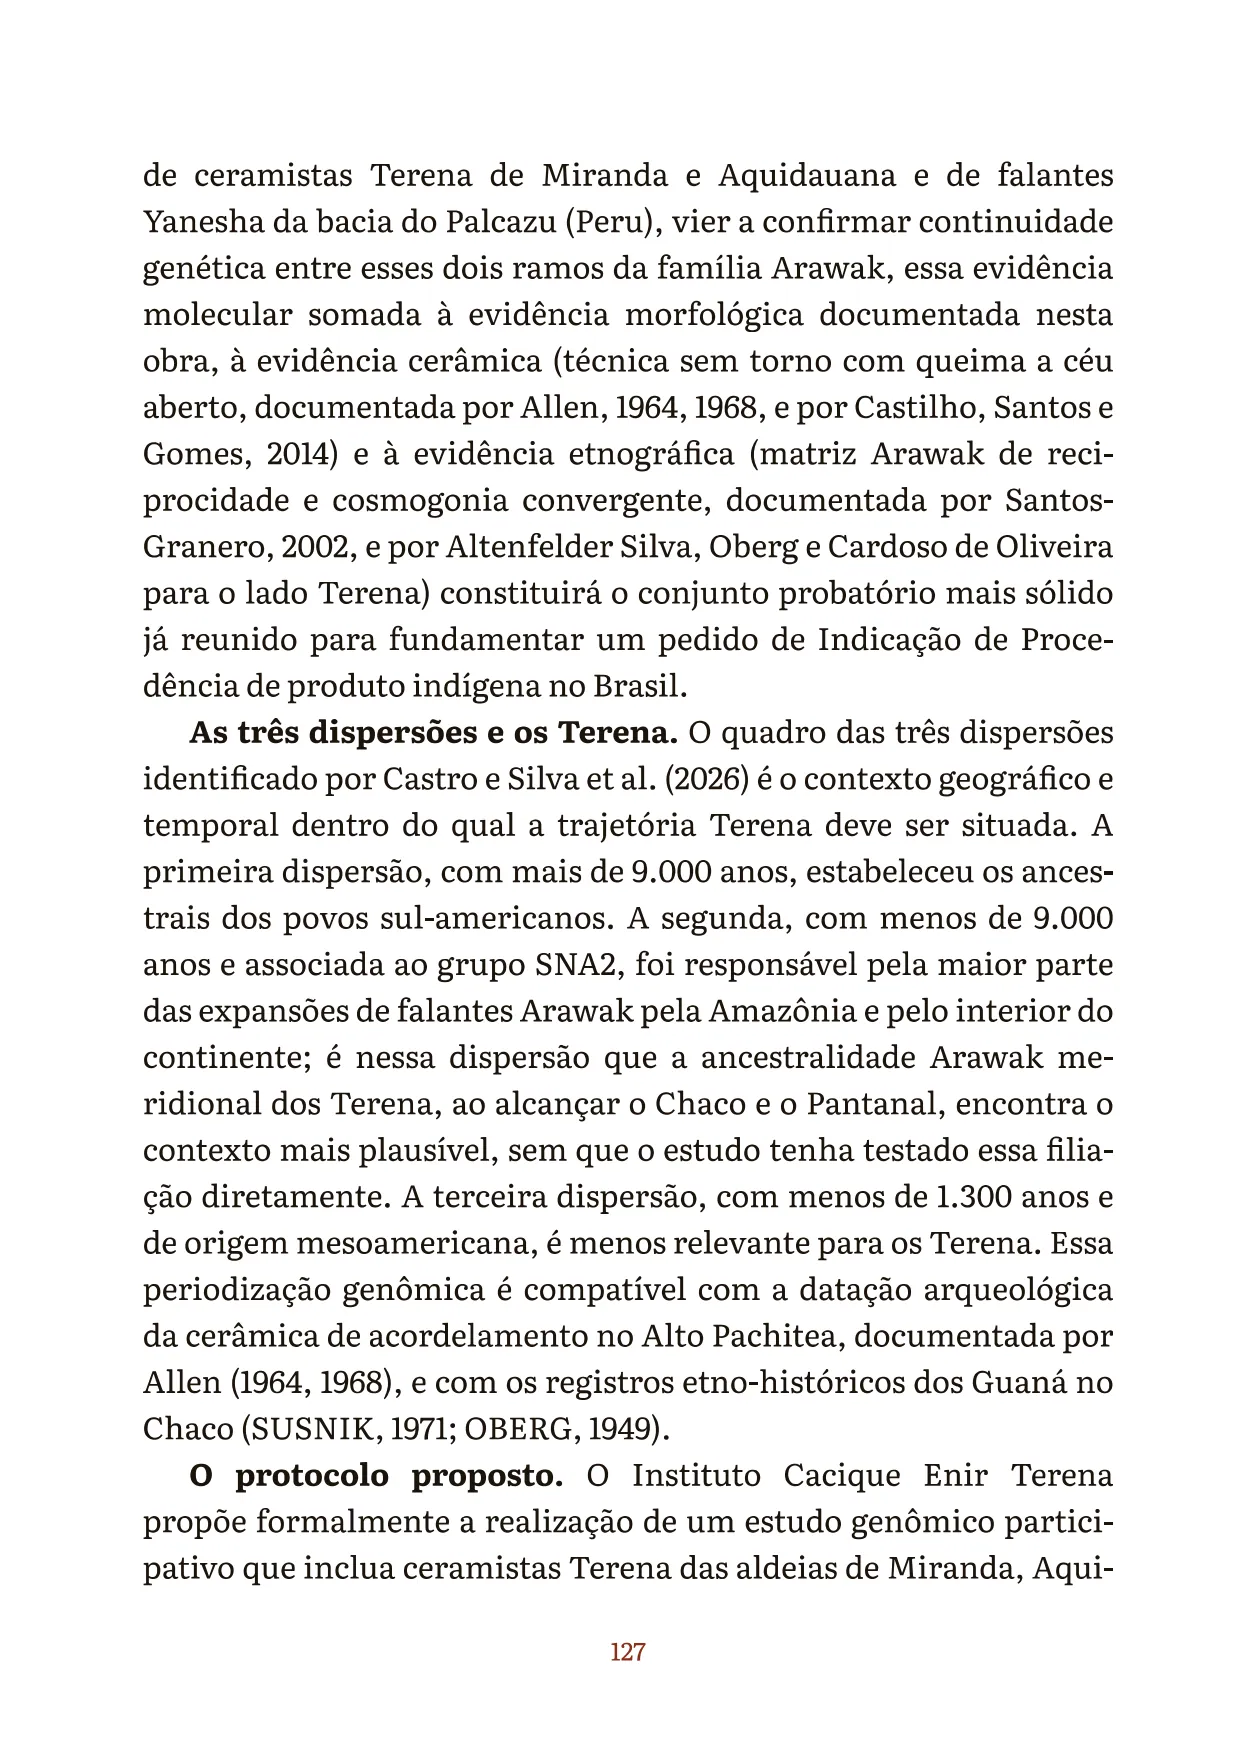 de ceramistas Terena de Miranda e Aquidauana e de falantes
Yanesha da bacia do Palcazu (Peru), vier a confirmar continuidade
genética entre esses dois ramos da família Arawak, essa evidência
molecular somada à evidência morfológica documentada nesta
obra, à evidência cerâmica (técnica sem torno com queima a céu
aberto, documentada por Allen, 1964, 1968, e por Castilho, Santos e
Gomes, 2014) e à evidência etnográfica (matriz Arawak de reci-
procidade e cosmogonia convergente, documentada por Santos-
Granero, 2002, e por Altenfelder Silva, Oberg e Cardoso de Oliveira
para o lado Terena) constituirá o conjunto probatório mais sólido
já reunido para fundamentar um pedido de Indicação de Proce-
dência de produto indígena no Brasil.
As três dispersões e os Terena. O quadro das três dispersões
identificado por Castro e Silva et al. (2026) é o contexto geográfico e
temporal dentro do qual a trajetória Terena deve ser situada. A
primeira dispersão, com mais de 9.000 anos, estabeleceu os ances-
trais dos povos sul-americanos. A segunda, com menos de 9.000
anos e associada ao grupo SNA2, foi responsável pela maior parte
das expansões de falantes Arawak pela Amazônia e pelo interior do
continente; é nessa dispersão que a ancestralidade Arawak me-
ridional dos Terena, ao alcançar o Chaco e o Pantanal, encontra o
contexto mais plausível, sem que o estudo tenha testado essa filia-
ção diretamente. A terceira dispersão, com menos de 1.300 anos e
de origem mesoamericana, é menos relevante para os Terena. Essa
periodização genômica é compatível com a datação arqueológica
da cerâmica de acordelamento no Alto Pachitea, documentada por
Allen (1964, 1968), e com os registros etno-históricos dos Guaná no
Chaco (SUSNIK, 1971; OBERG, 1949).
O protocolo proposto. O Instituto Cacique Enir Terena
propõe formalmente a realização de um estudo genômico partici-
pativo que inclua ceramistas Terena das aldeias de Miranda, Aqui-
127